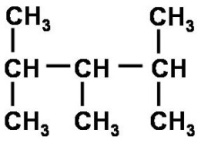 CH₃ CH₃
CH — CH — CH
CH₃ CH₃ CH₃